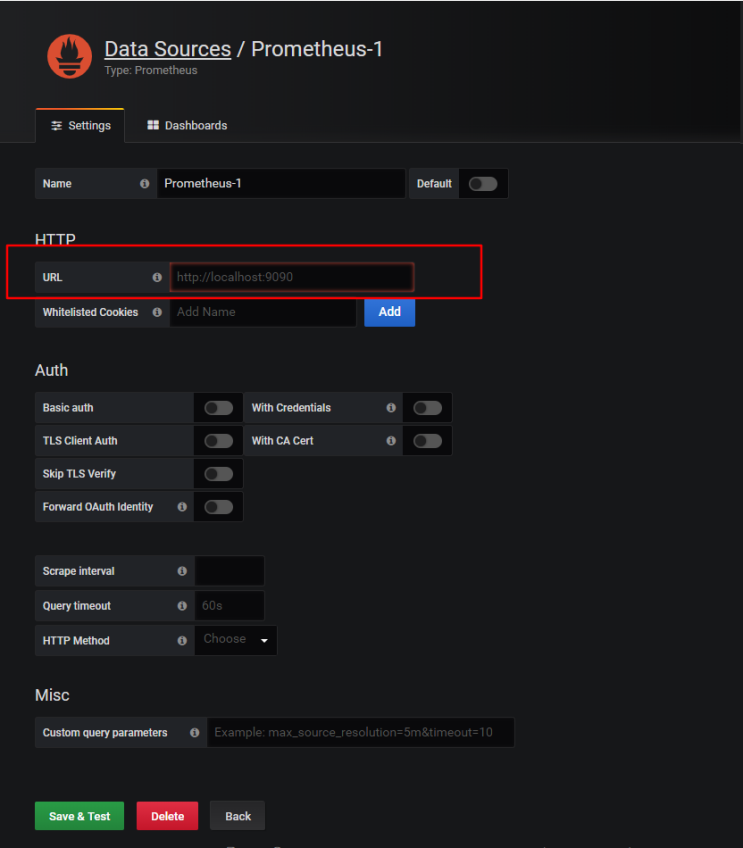 Data Sources / Prometheus-1
Type: Prometheus
Settings Dashboards
Name Prometheus-1 Default
HTTP
URL http://localhost:9090
Whitelisted Cookies Add Name Add
Auth
Basic auth With Credentials
TLS Client Auth With CA Cert
Skip TLS Verify
Forward OAuth Identity
Scrape interval
Query timeout 60s
HTTP Method Choose
Misc
Custom query parameters Example: max_source_resolution=5m&timeout=10
Save & Test Delete Back